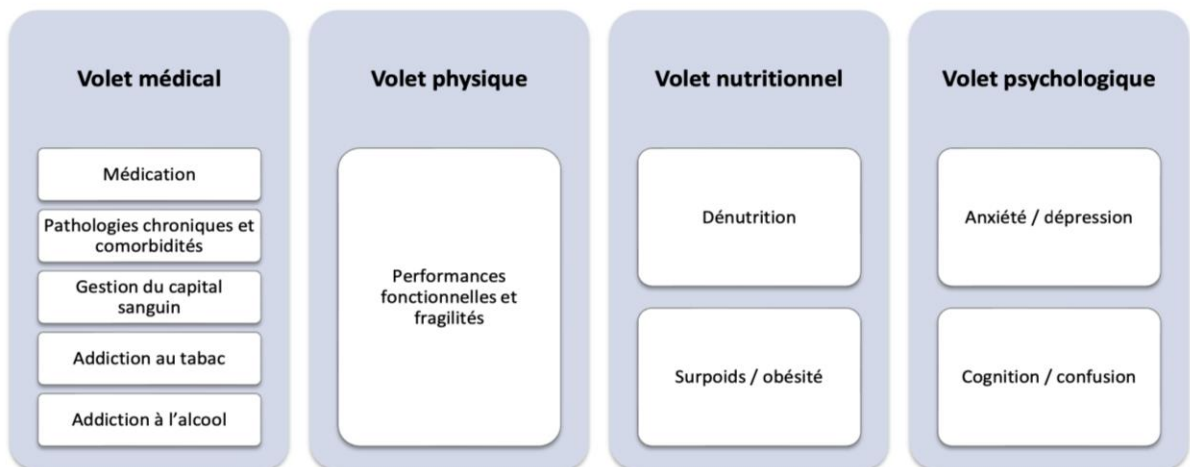 Volet médical
Médication
Pathologies chroniques et
comorbidités
Gestion du capital
sanguin
Addiction au tabac
Addiction à l'alcool
Volet physique
Performances
fonctionnelles et
fragilités
Volet nutritionnel
Dénutrition
Surpoids / obésité
Volet psychologique
Anxiété / dépression
Cognition / confusion